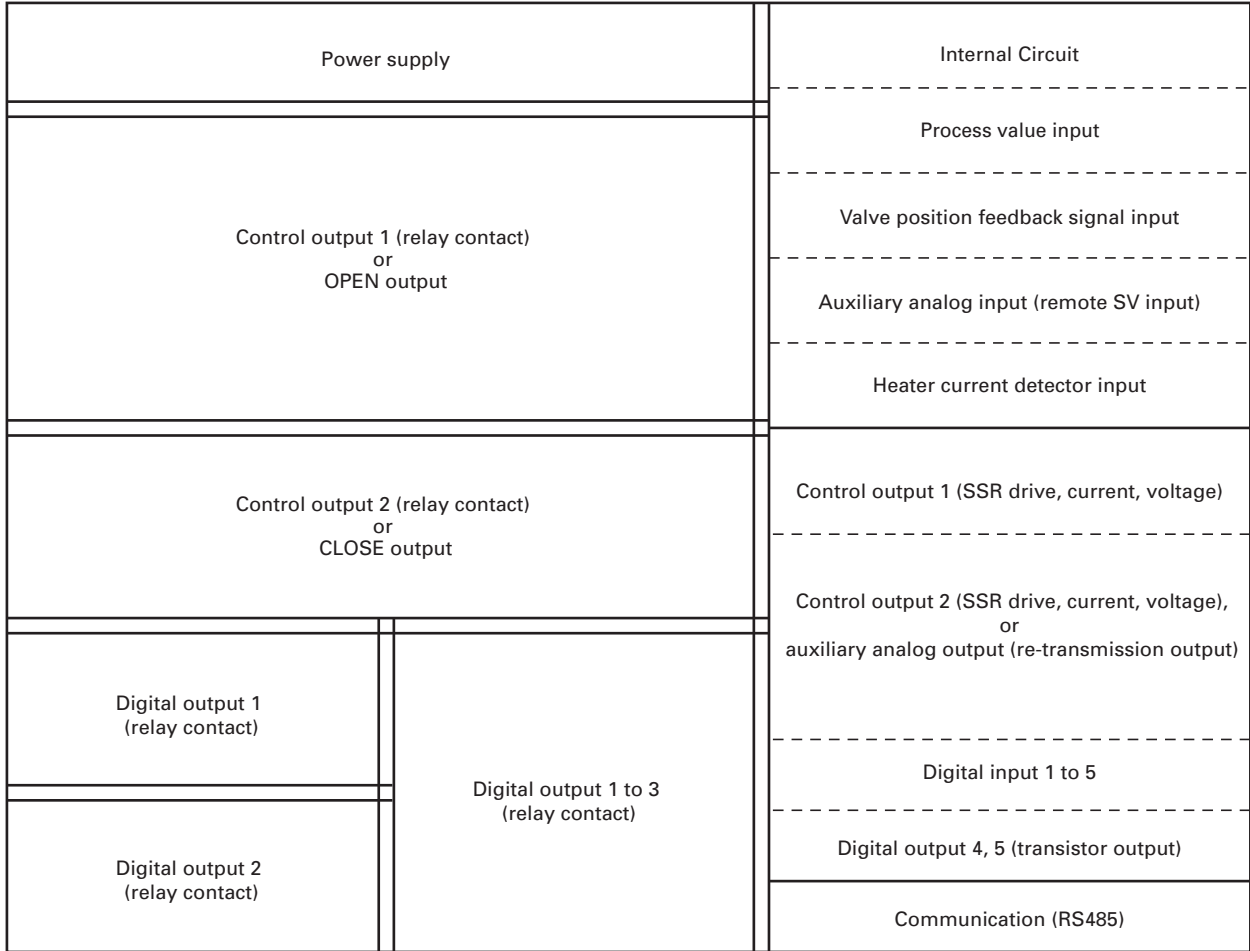 Power supply
Control output 1 (relay contact)
or
OPEN output
Control output 2 (relay contact)
or
CLOSE output
Digital output 1
(relay contact)
Digital output 2
(relay contact)
Digital output 1 to 3
(relay contact)
Internal Circuit
Process value input
Valve position feedback signal input
Auxiliary analog input (remote SV input)
Heater current detector input
Control output 1 (SSR drive, current, voltage)
Control output 2 (SSR drive, current, voltage),
or
auxiliary analog output (re-transmission output)
Digital input 1 to 5
Digital output 4, 5 (transistor output)
Communication (RS485)